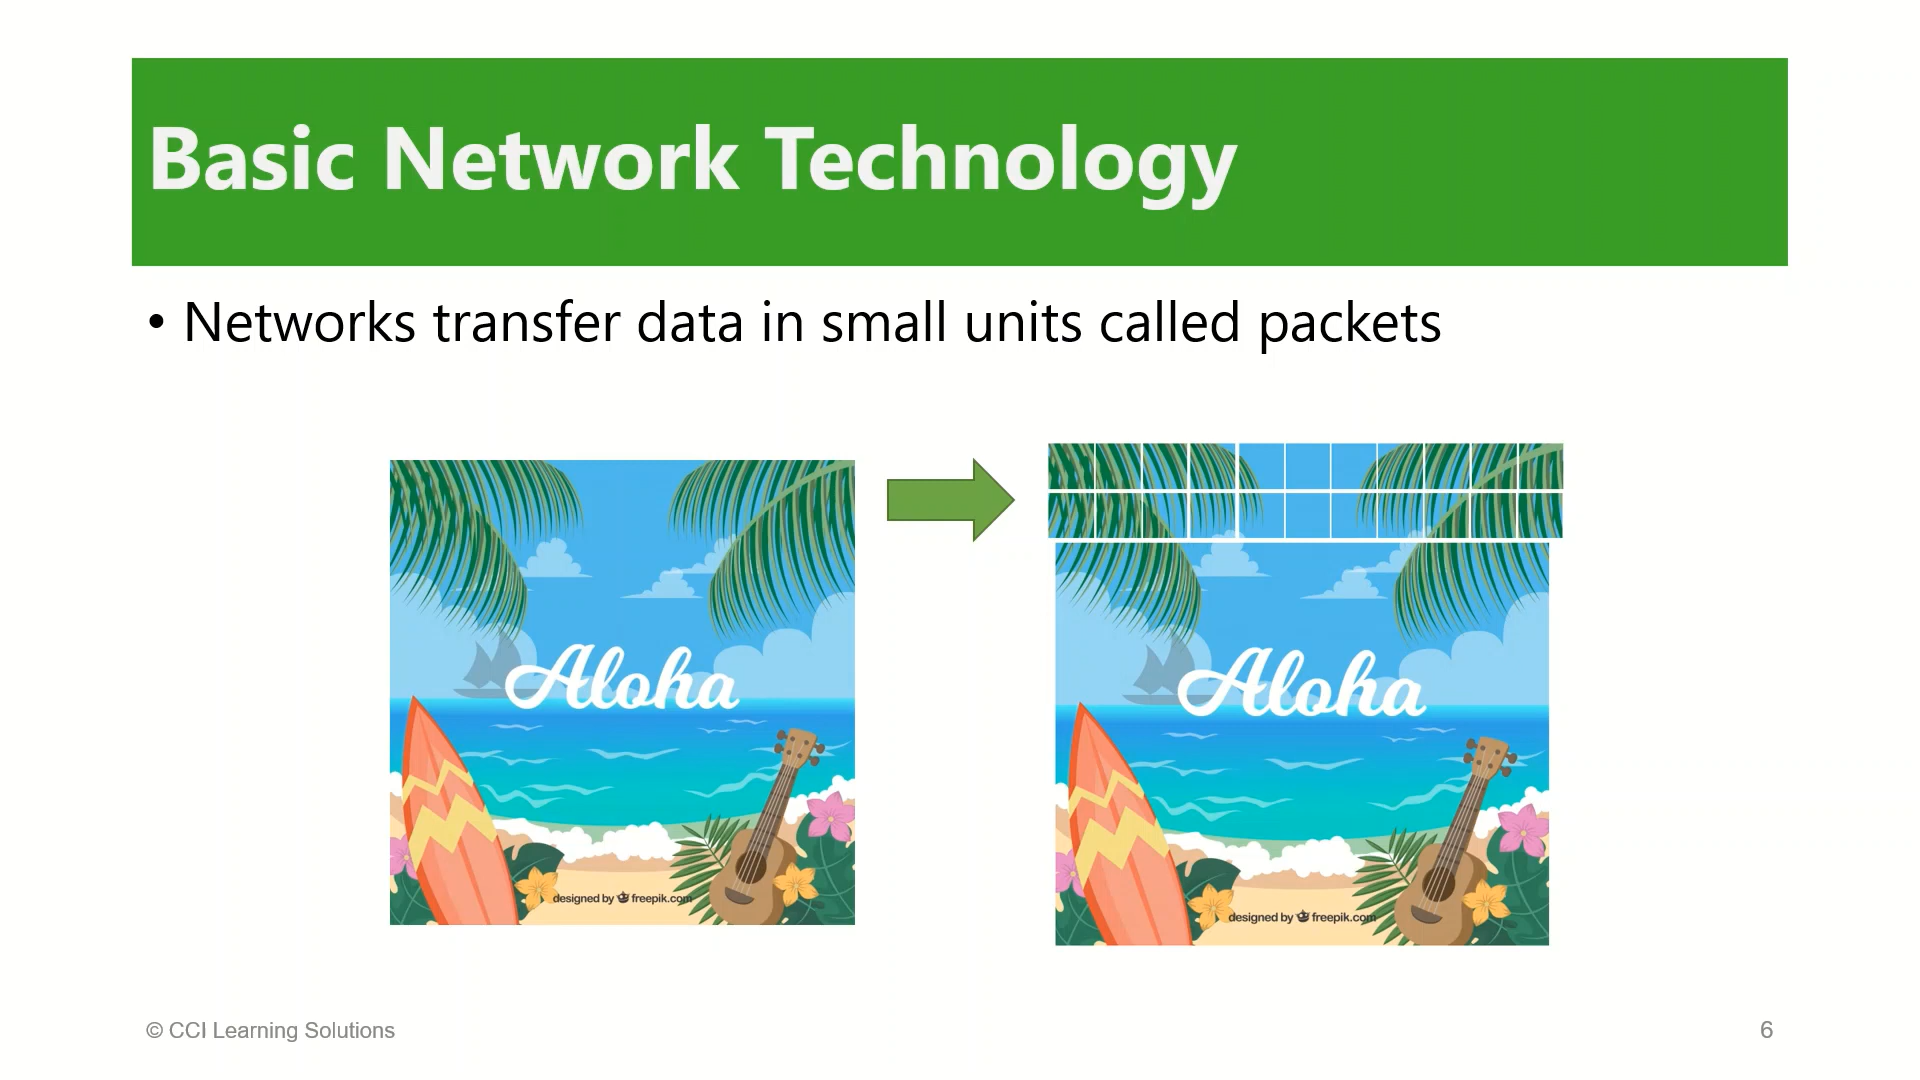 Basic Network Technology
• Networks transfer data in small units called packets
Aloha
designed by freepik.com
Aloha
designed by freepik.com
© CCI Learning Solutions
6